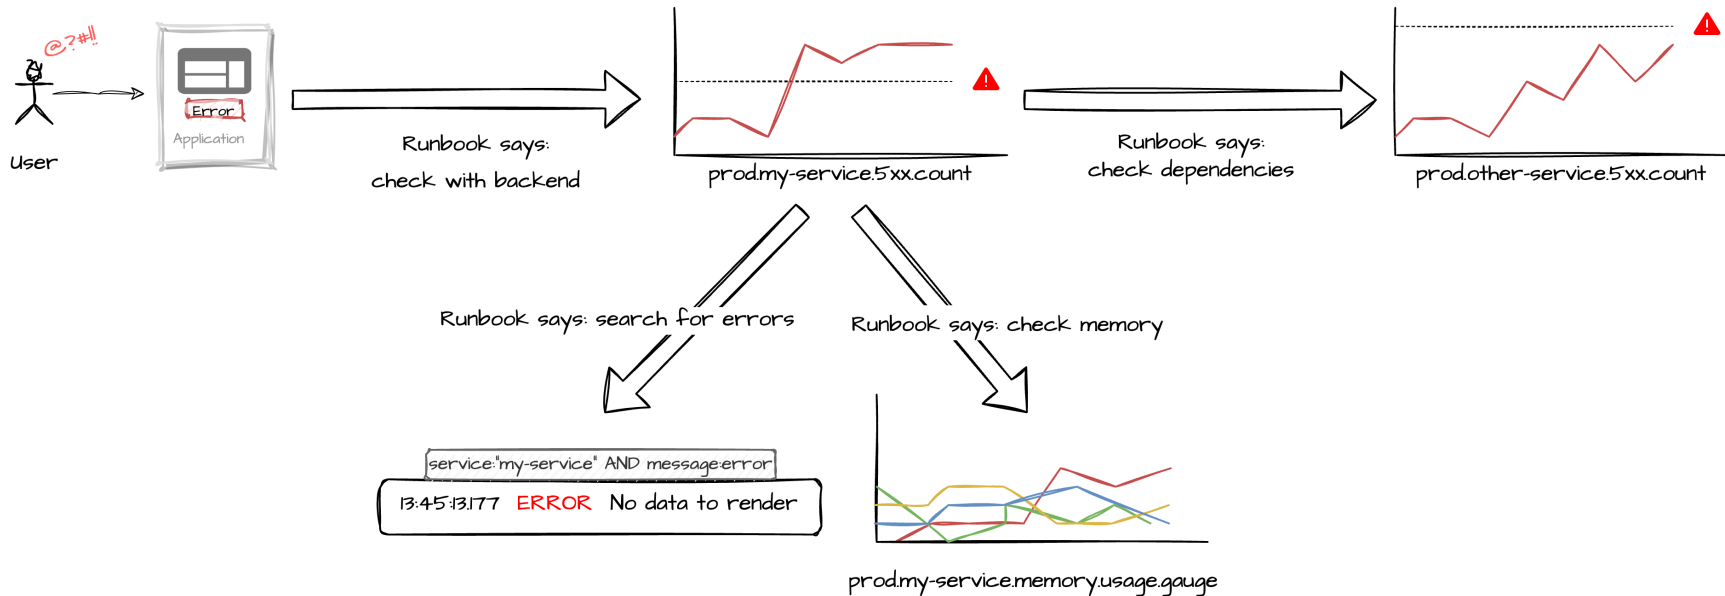 @?#!!
Error
Application
User
Runbook says:
check with backend
prod.my-service.5xx.count
Runbook says:
check dependencies
prod.other-service.5xx.count
Runbook says: search for errors
Runbook says: check memory
service:"my-service" AND message:error
13:45:13.177 ERROR No data to render
prod.my-service.memory.usage.gauge